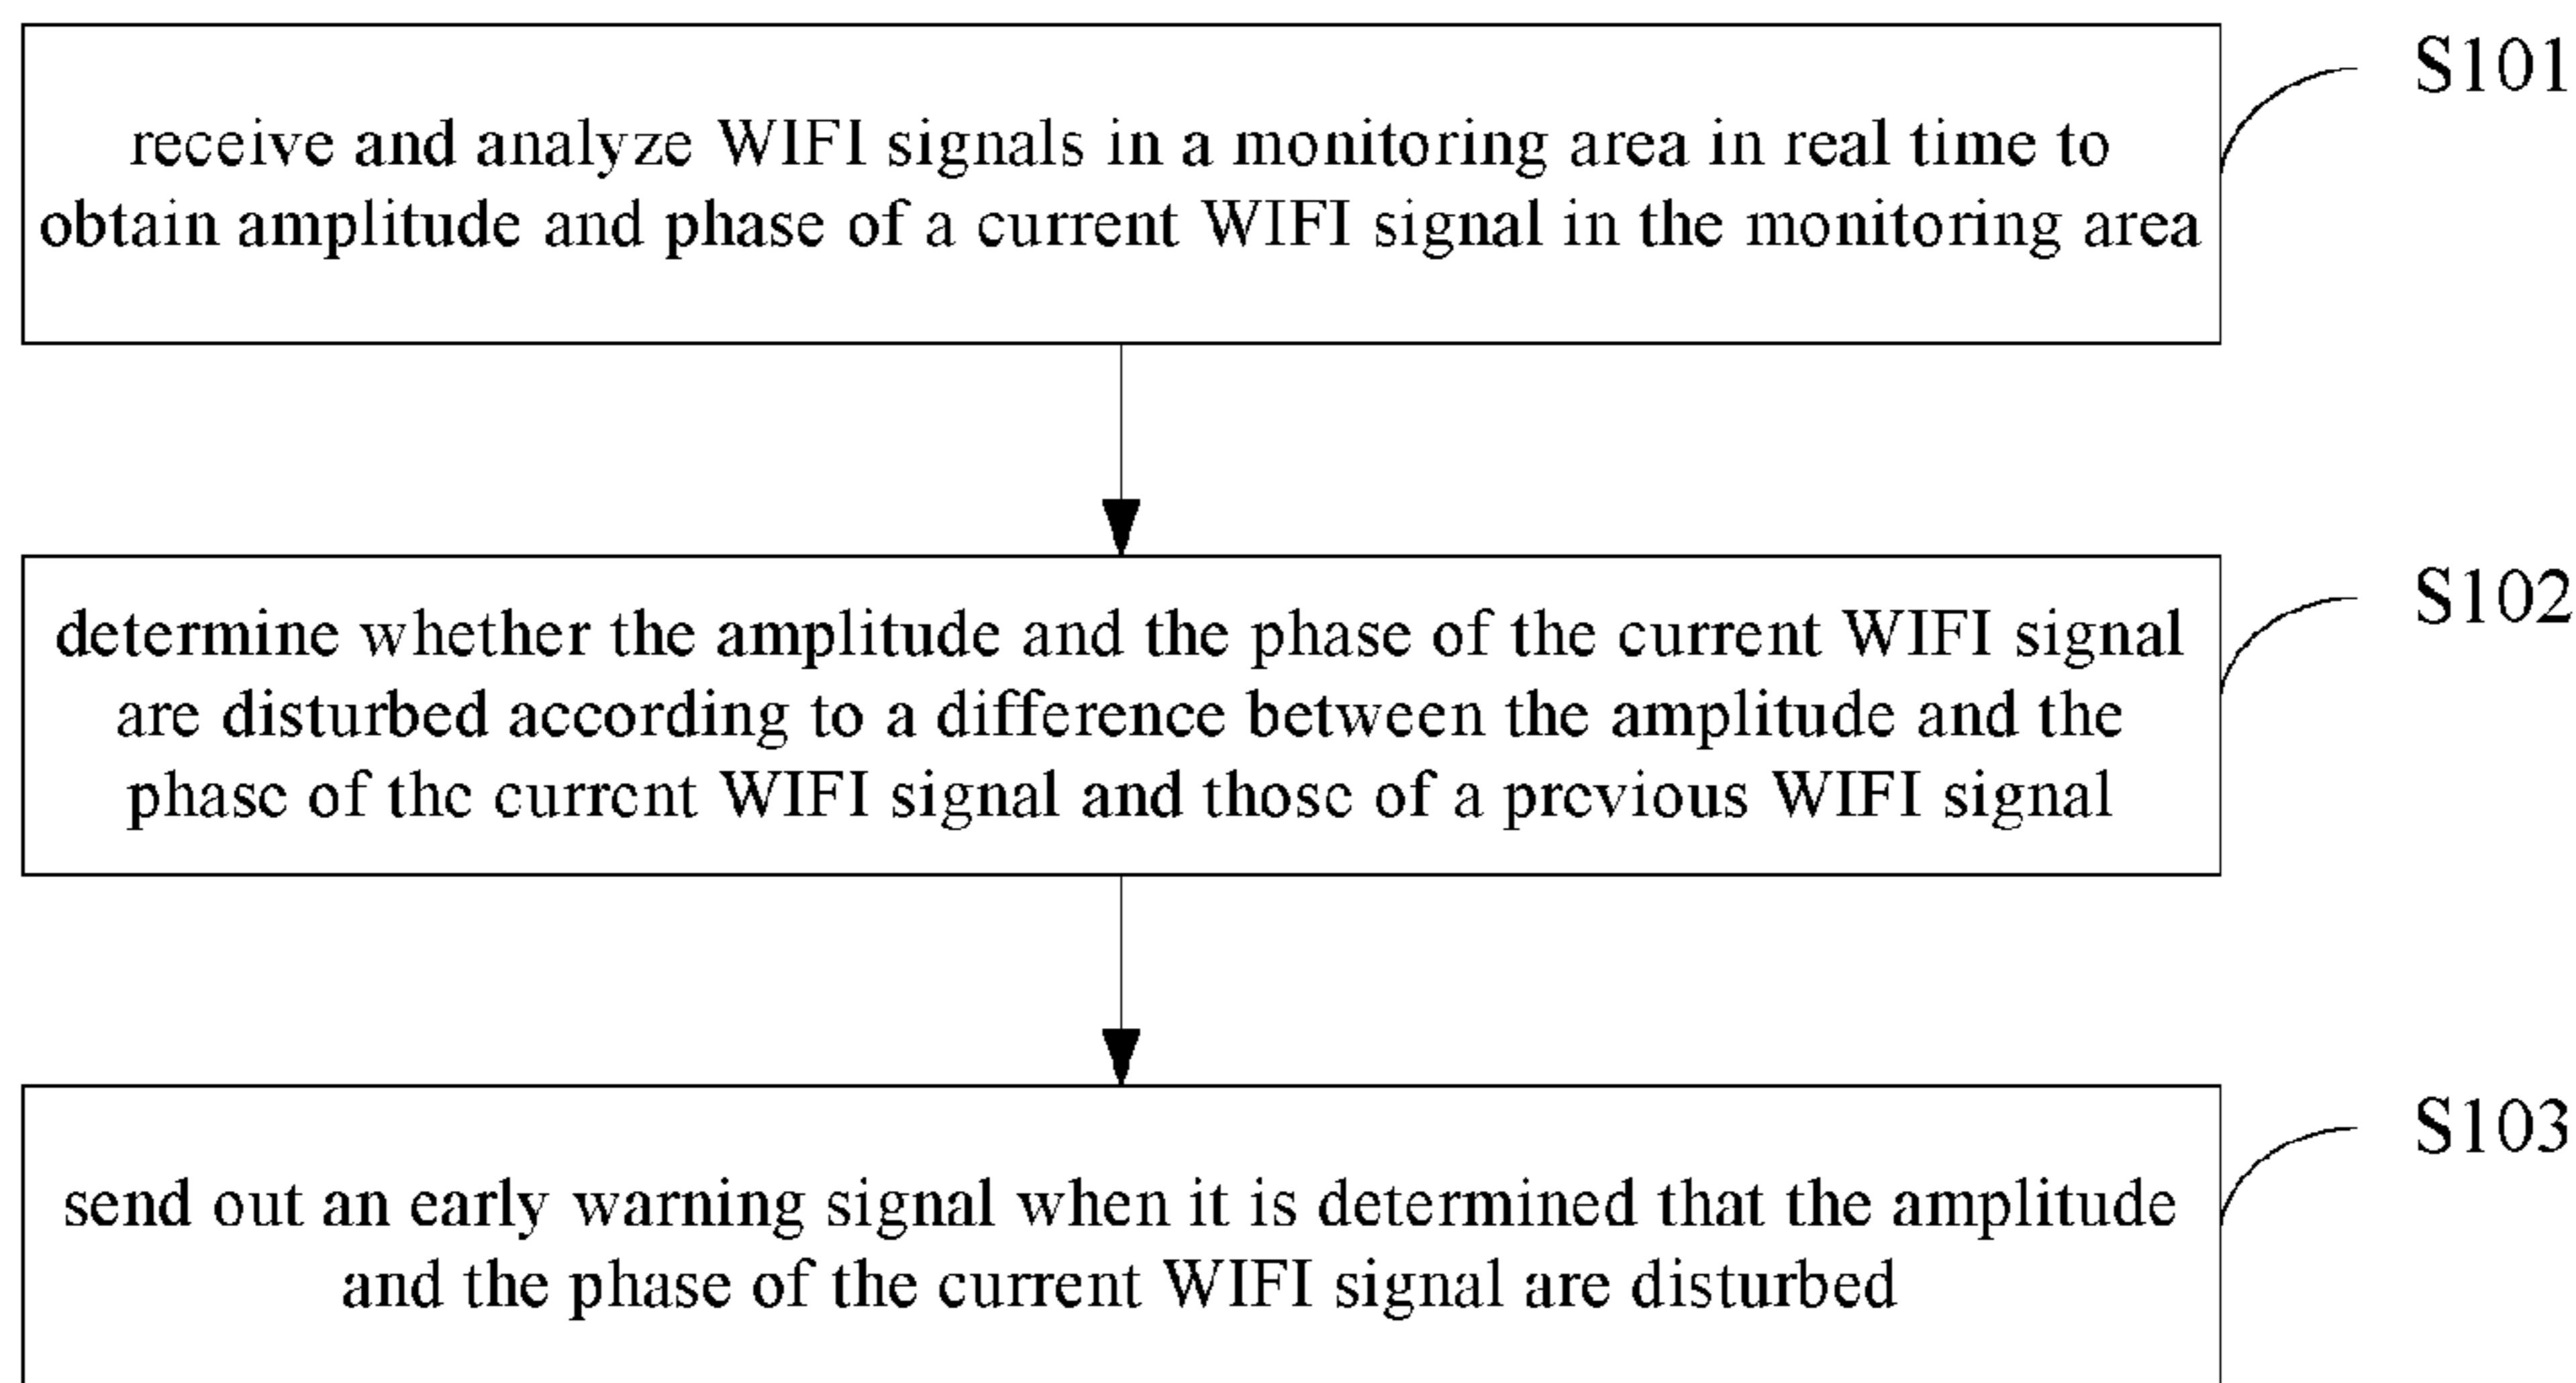 S101
receive and analyze WIFI signals in a monitoring area in real time to
obtain amplitude and phase of a current WIFI signal in the monitoring area
S102
determine whether the amplitude and the phase of the current WIFI signal
are disturbed according to a difference between the amplitude and the
phase of the current WIFI signal and those of a previous WIFI signal
S103
send out an early warning signal when it is determined that the amplitude
and the phase of the current WIFI signal are disturbed